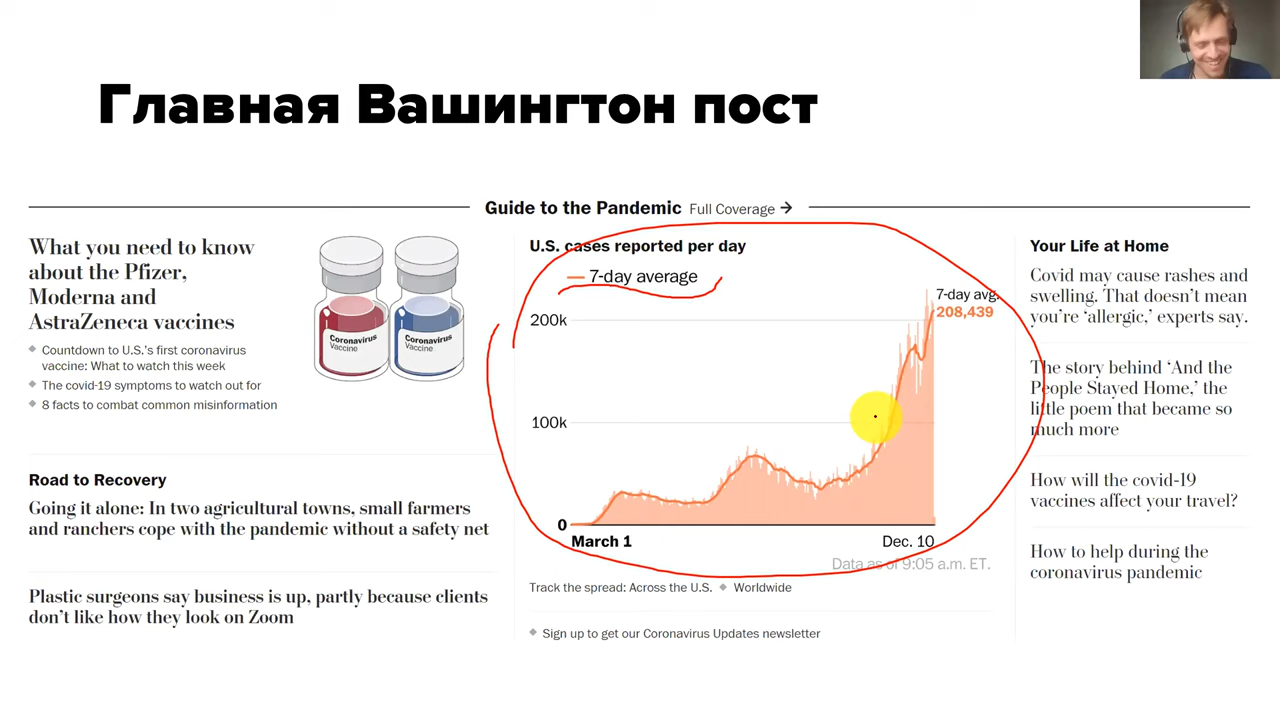 Главная Вашингтон пост
Guide to the Pandemic Full Coverage →
What you need to know
about the Pfizer,
Moderna and
AstraZeneca vaccines
Countdown to U.S.'s first coronavirus
vaccine: What to watch this week
The covid-19 symptoms to watch out for
8 facts to combat common misinformation
Coronavirus
Vaccine
Coronavirus
Vaccine
Road to Recovery
Going it alone: In two agricultural towns, small farmers
and ranchers cope with the pandemic without a safety net
Plastic surgeons say business is up, partly because clients
don't like how they look on Zoom
U.S. cases reported per day
7-day average
7-day avg.
208,439
200k
100k
0
March 1
Dec. 10
Data as of 9:05 a.m. ET.
Track the spread: Across the U.S. ◆ Worldwide
Sign up to get our Coronavirus Updates newsletter
Your Life at Home
Covid may cause rashes and
swelling. That doesn't mean
you're ‘allergic,’ experts say.
The story behind ‘And the
People Stayed Home,’ the
little poem that became so
much more
How will the covid-19
vaccines affect your travel?
How to help during the
coronavirus pandemic